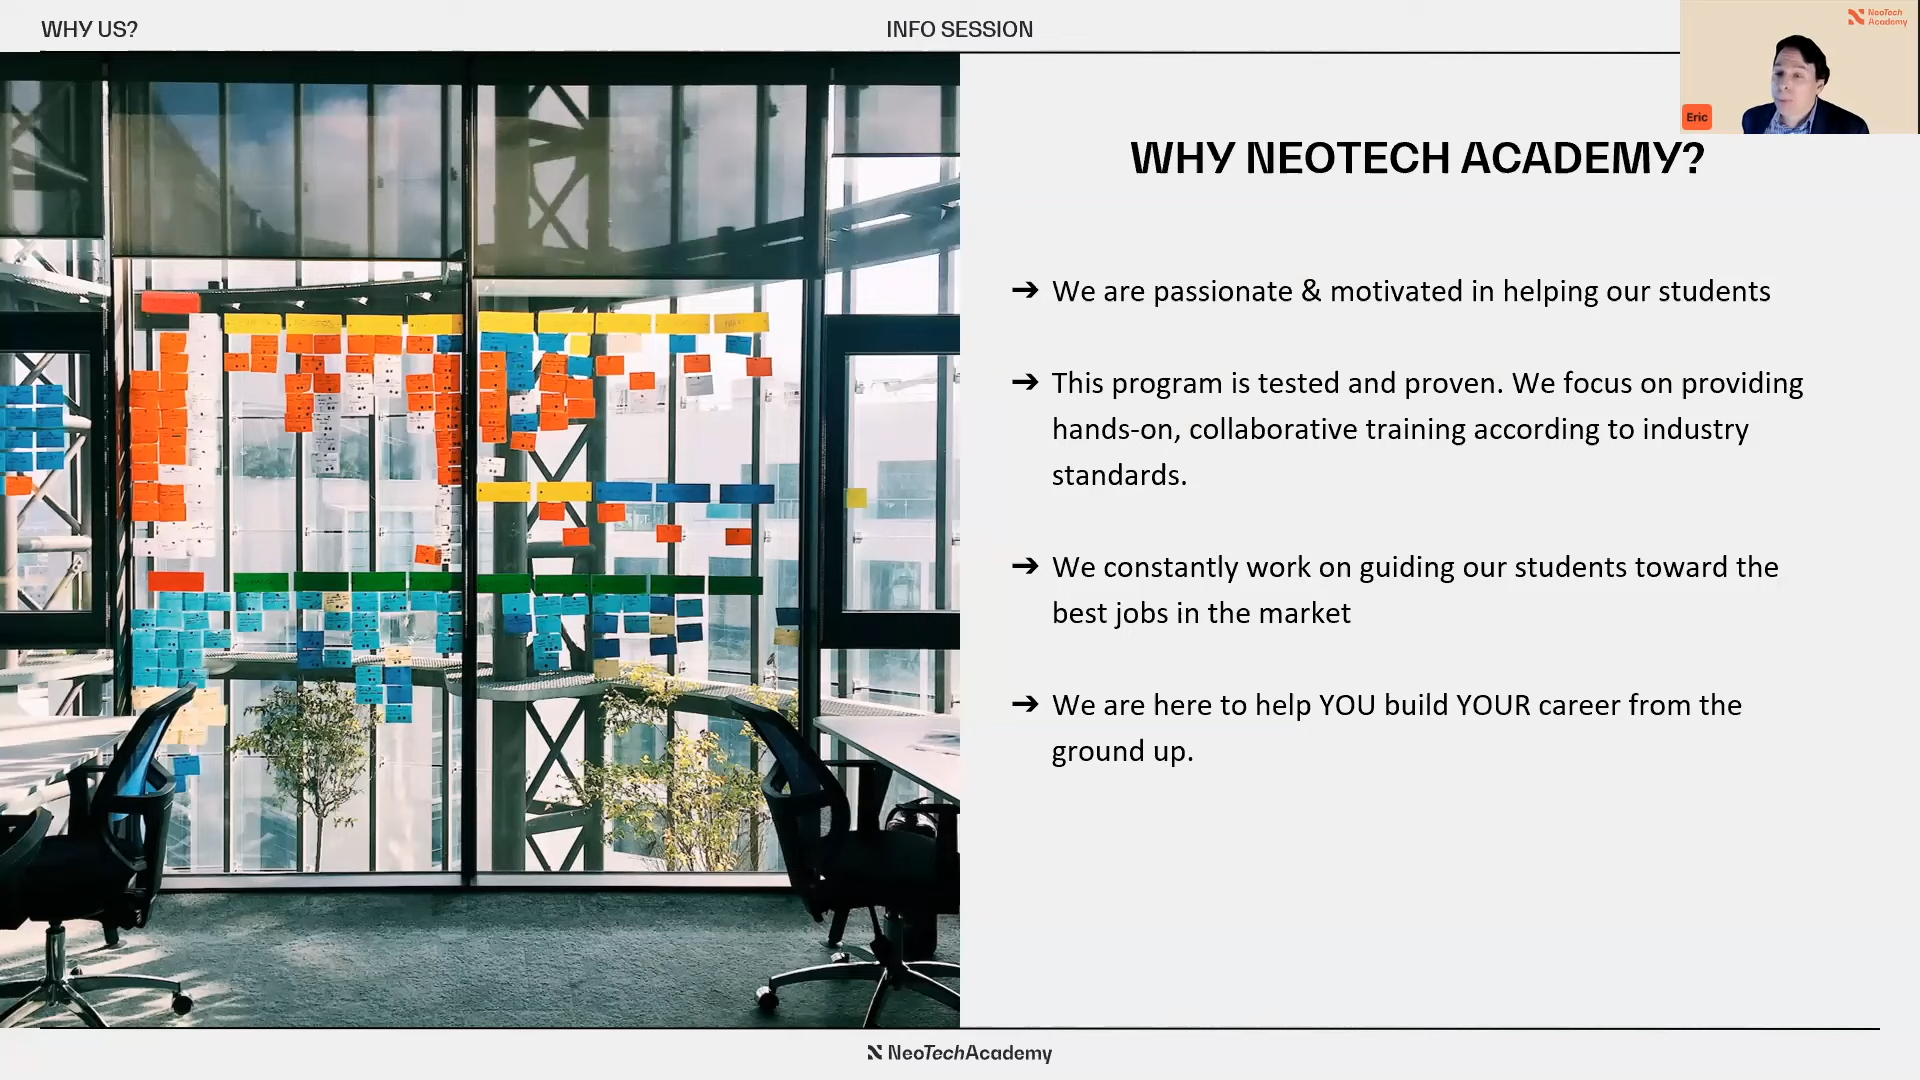 WHY US?
INFO SESSION
NeoTech
Academy
Eric
WHY NEOTECH ACADEMY?
➔ We are passionate & motivated in helping our students
➔ This program is tested and proven. We focus on providing
hands-on, collaborative training according to industry
standards.
➔ We constantly work on guiding our students toward the
best jobs in the market
➔ We are here to help YOU build YOUR career from the
ground up.
NeoTechAcademy